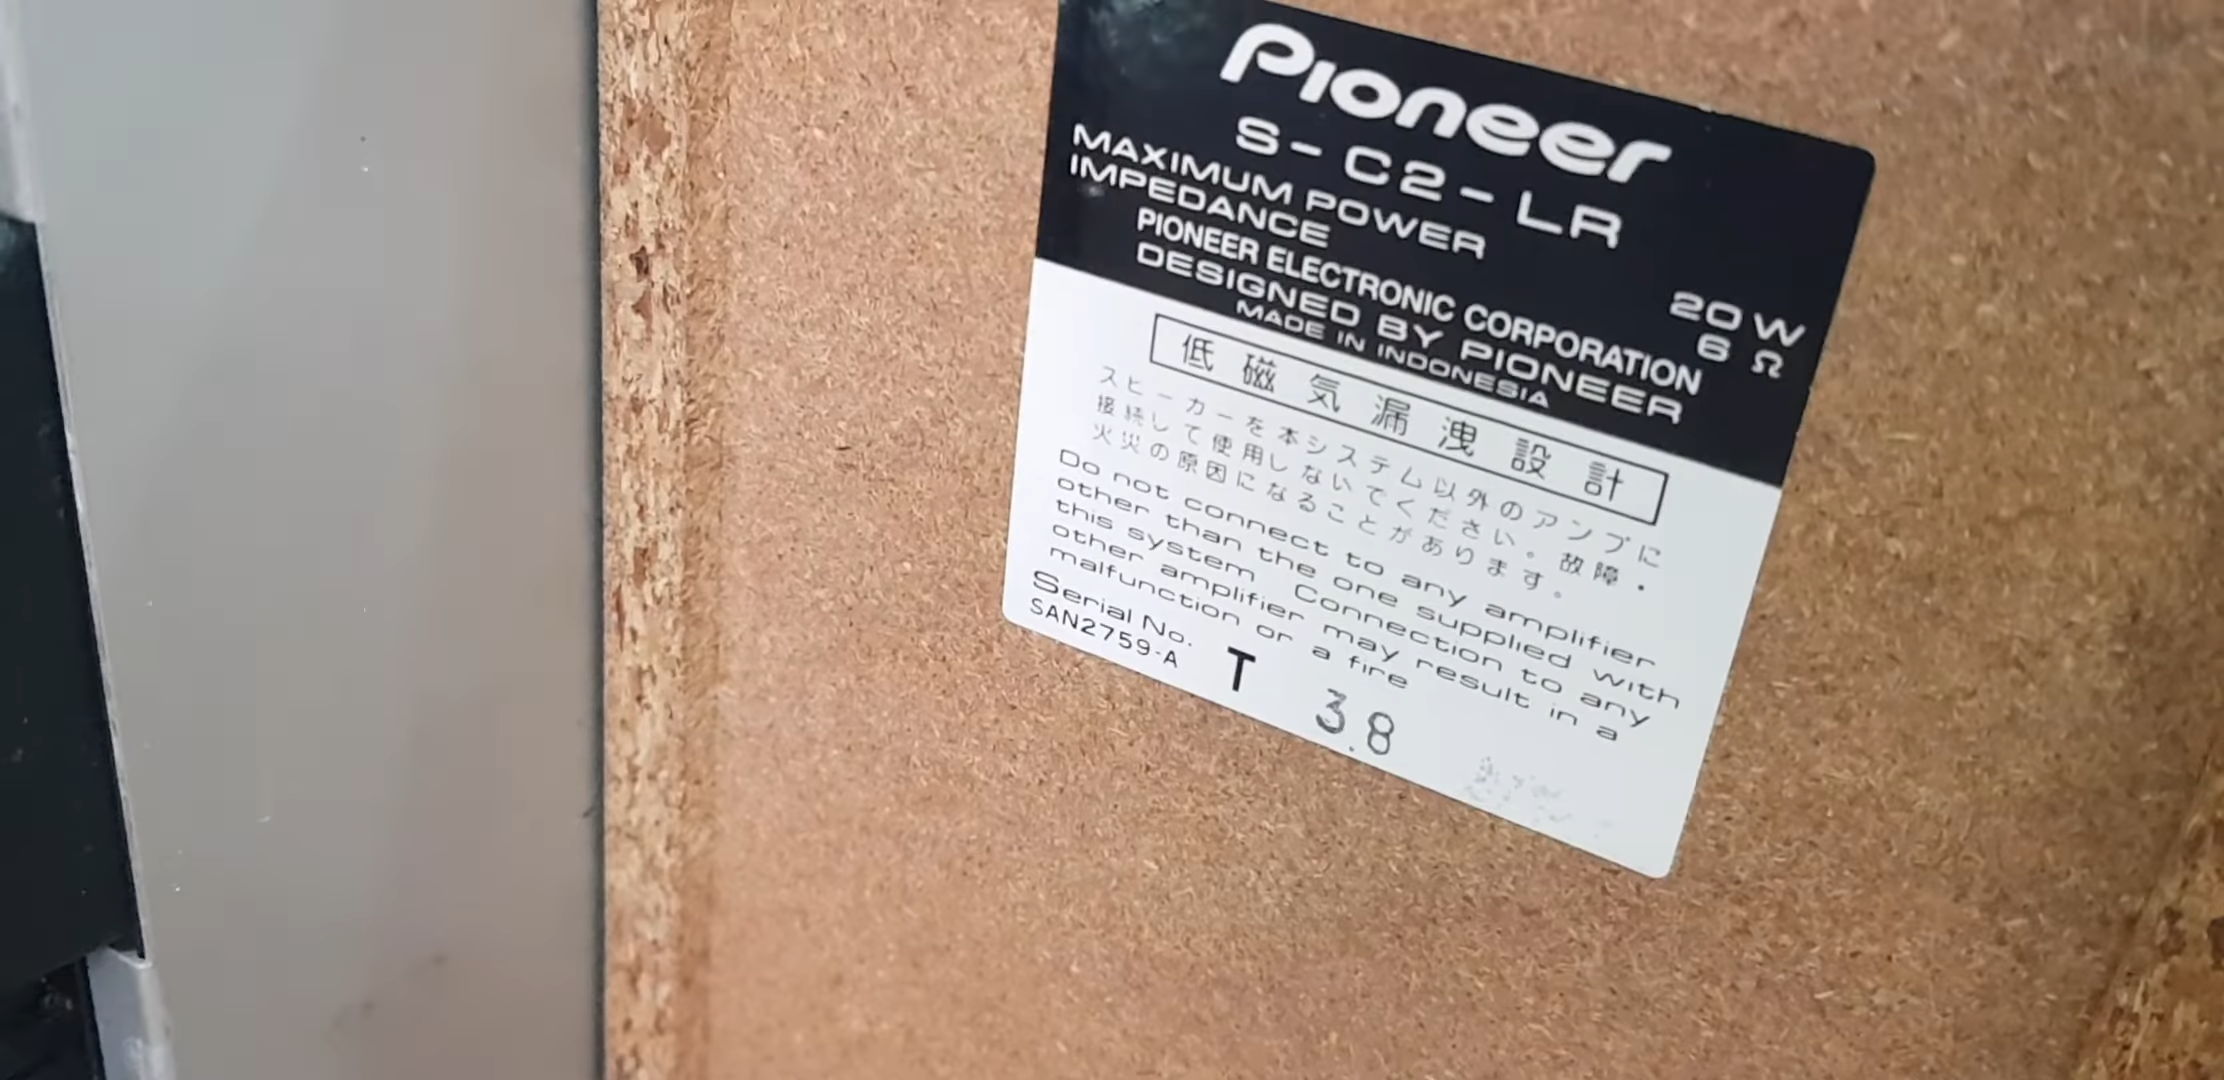 Pioneer
S-C2-LR
MAXIMUM POWER 20 W
IMPEDANCE 6 Ω
PIONEER ELECTRONIC CORPORATION
DESIGNED BY PIONEER
MADE IN INDONESIA
低磁気漏洩設計
スピーカーを本システム以外のアンプに
接続して使用しないでください。故障・
火災の原因になることがあります。
Do not connect to any amplifier
other than the one supplied with
this system Connection to any
other amplifier may result in a
malfunction or a fire
Serial No.
SAN2759-A T 3.8